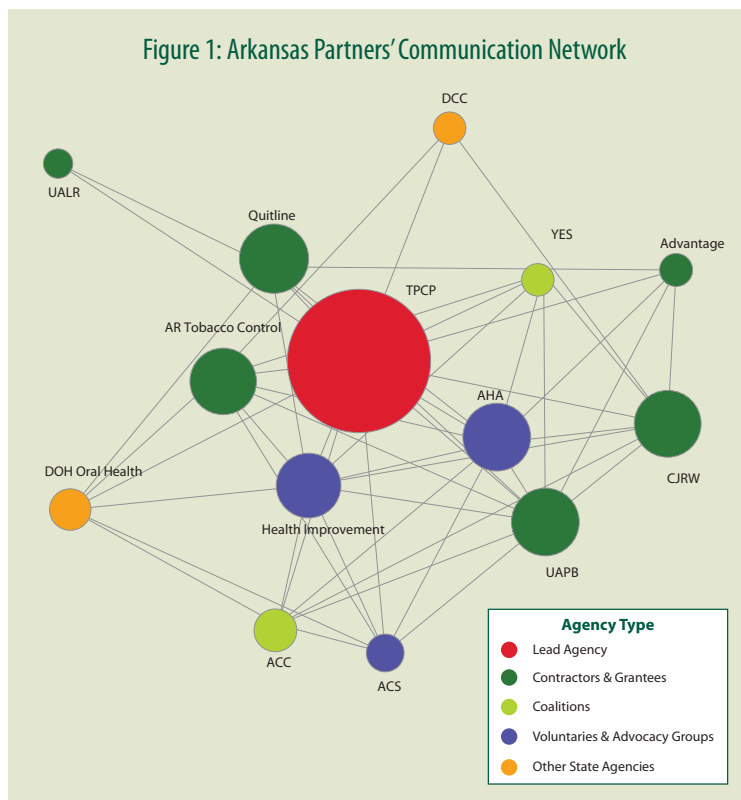 Figure 1: Arkansas Partners' Communication Network
DCC
UALR
Quitline
YES
Advantage
TPCP
AR Tobacco Control
AHA
DOH Oral Health
CJRW
Health Improvement
UAPB
ACC
ACS
Agency Type
Lead Agency
Contractors & Grantees
Coalitions
Voluntaries & Advocacy Groups
Other State Agencies